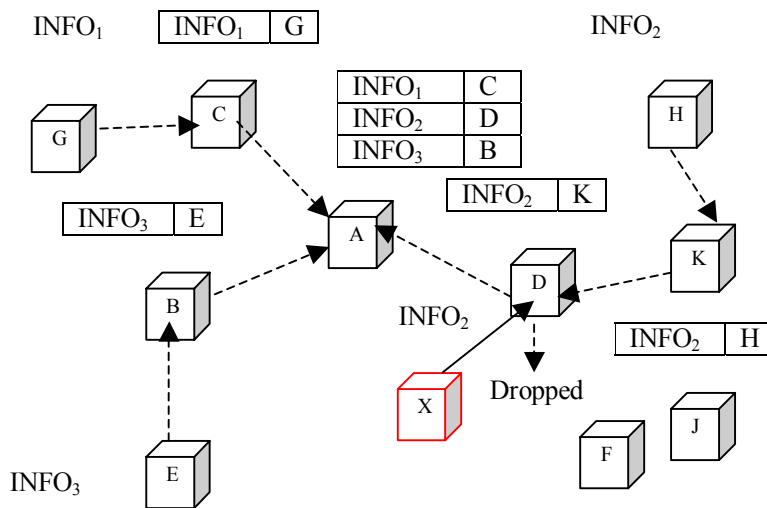 INFO₁ INFO₁ G INFO₂
INFO₁ C
INFO₂ D
INFO₃ B
G C H
INFO₃ E INFO₂ K
A
K
B D
INFO₂
INFO₂ H
Dropped
X
J
F
E
INFO₃